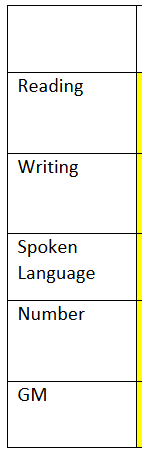 Reading
Writing
Spoken
Language
Number
GM